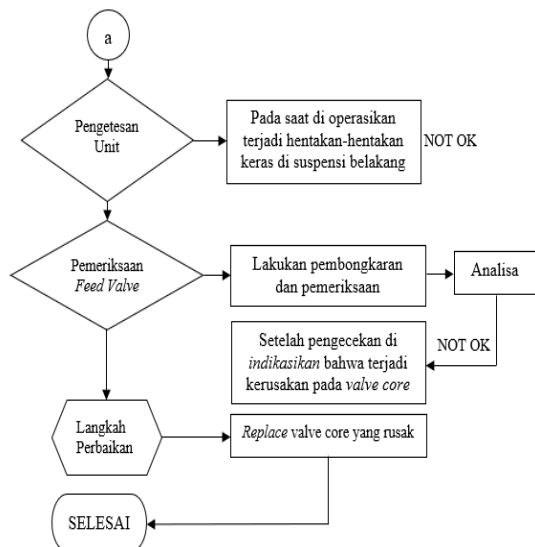 a
Pengetesan
Unit
Pada saat di operasikan
terjadi hentakan-hentakan
keras di suspensi belakang
NOT OK
Pemeriksaan
Feed Valve
Lakukan pembongkaran
dan pemeriksaan
Analisa
NOT OK
Setelah pengecekan di
indikasikan bahwa terjadi
kerusakan pada valve core
Langkah
Perbaikan
Replace valve core yang rusak
SELESAI